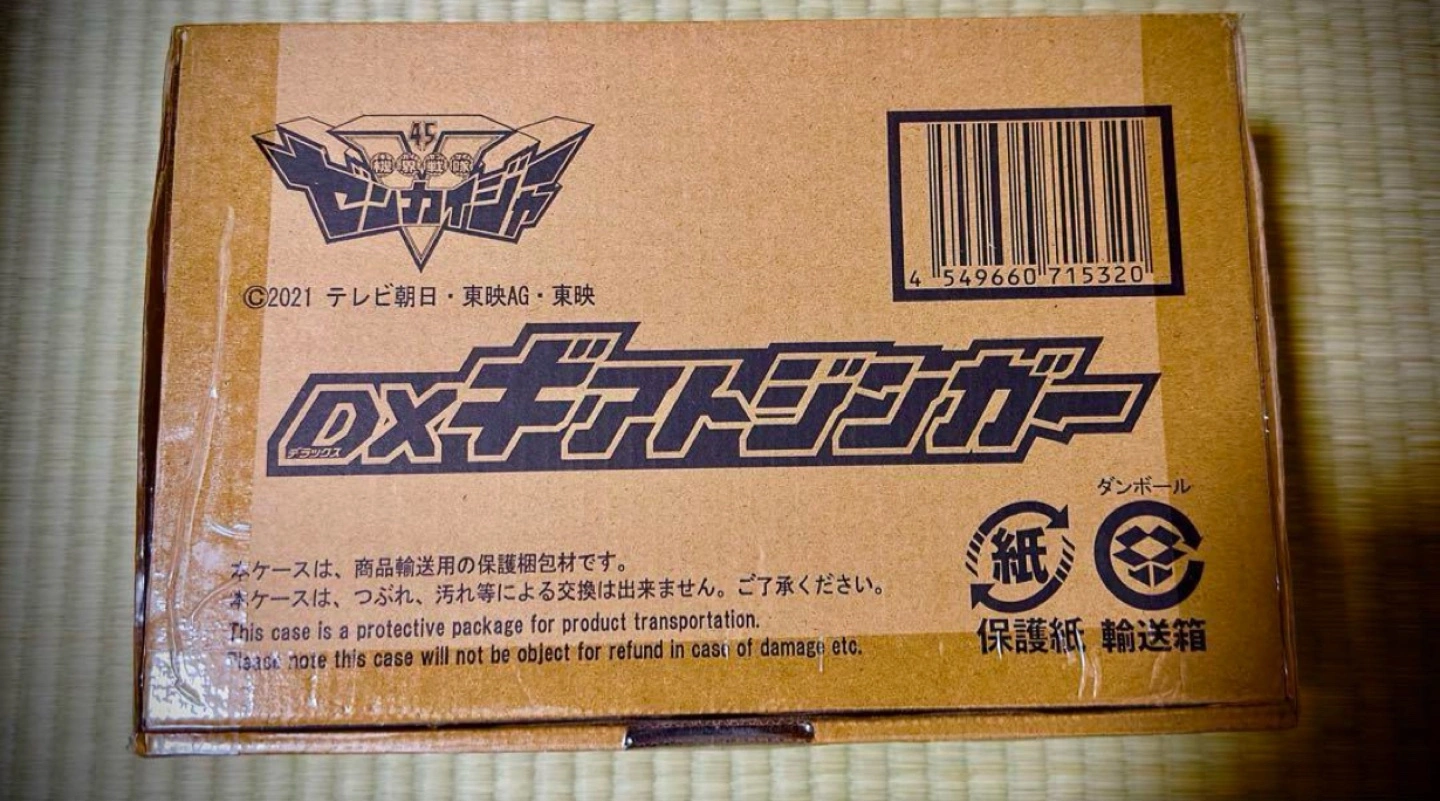 45
機界戦隊
ゼンカイジャー
4 549660 715320
©2021 テレビ朝日・東映AG・東映
DXギアトジンガー
デラックス
ダンボール
紙
保護紙 輸送箱
本ケースは、商品輸送用の保護梱包材です。
本ケースは、つぶれ、汚れ等による交換は出来ません。ご了承ください。
This case is a protective package for product transportation.
Please note this case will not be object for refund in case of damage etc.